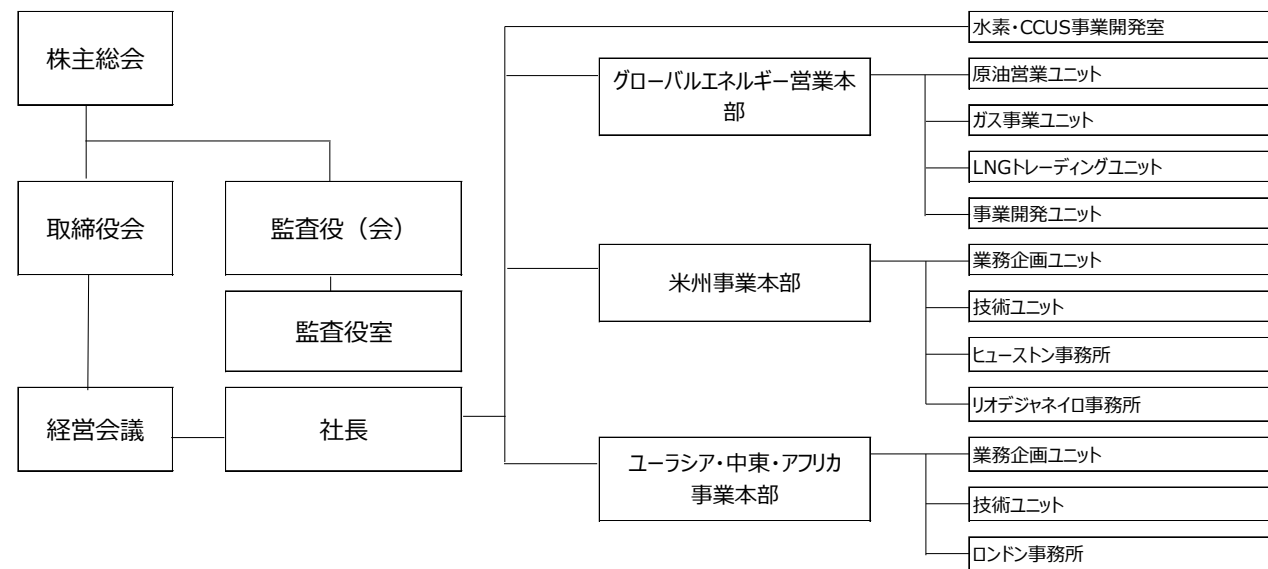 株主総会
取締役会
監査役（会）
監査役室
経営会議
社長
水素・CCUS事業開発室
グローバルエネルギー営業本
部
原油営業ユニット
ガス事業ユニット
LNGトレーディングユニット
事業開発ユニット
米州事業本部
業務企画ユニット
技術ユニット
ヒューストン事務所
リオデジャネイロ事務所
ユーラシア・中東・アフリカ
事業本部
業務企画ユニット
技術ユニット
ロンドン事務所